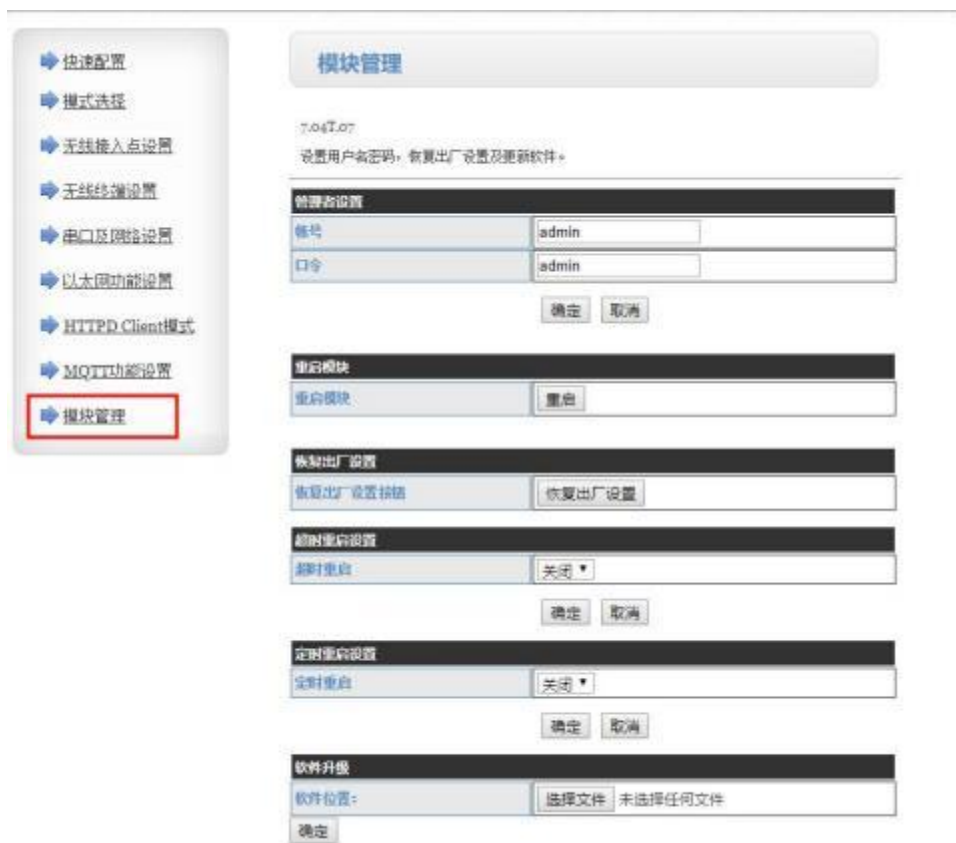 快速配置
模式选择
无线接入点设置
无线终端设置
串口及网络设置
以太网功能设置
HTTPD Client模式
MQTT功能设置
模块管理
模块管理
7.04T.07
设置用户名密码，恢复出厂设置及更新软件。
管理者设置
帐号 admin
口令 admin
确定 取消
重启模块
重启模块 重启
恢复出厂设置
恢复出厂设置按钮 恢复出厂设置
超时重启设置
超时重启 关闭
确定 取消
定时重启设置
定时重启 关闭
确定 取消
软件升级
软件位置: 选择文件 未选择任何文件
确定